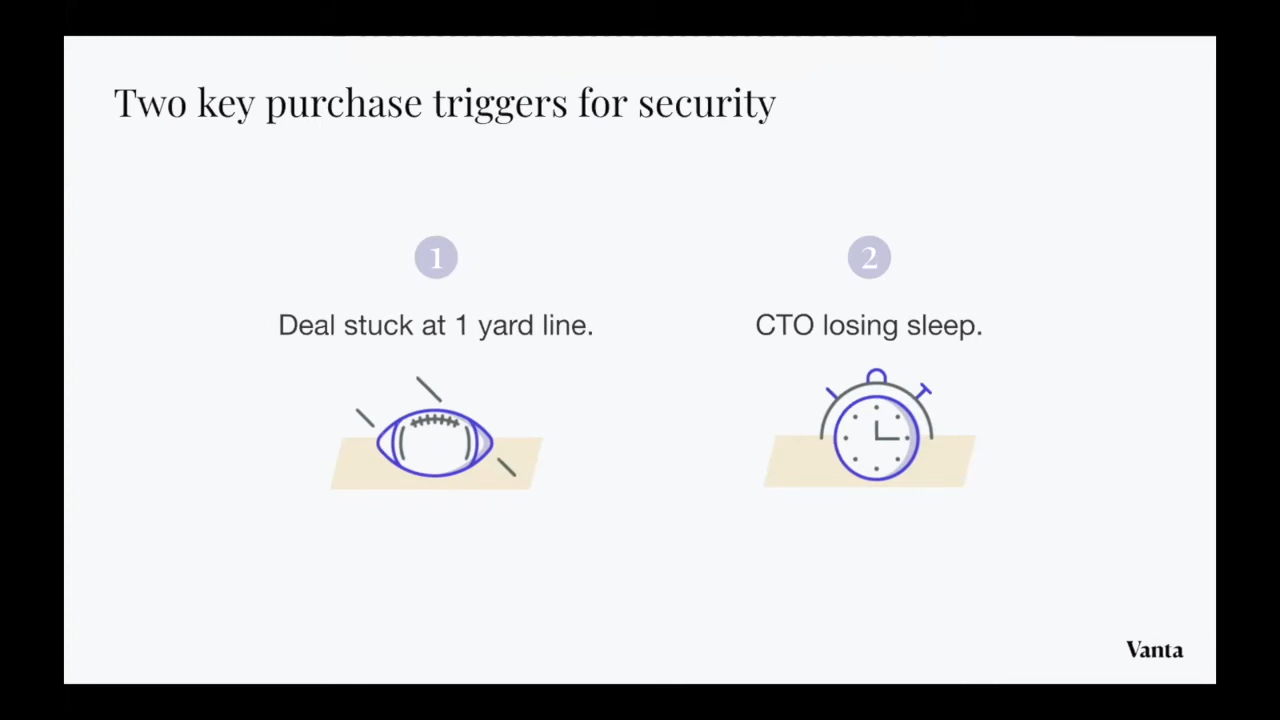 Two key purchase triggers for security
1
Deal stuck at 1 yard line.
2
CTO losing sleep.
Vanta